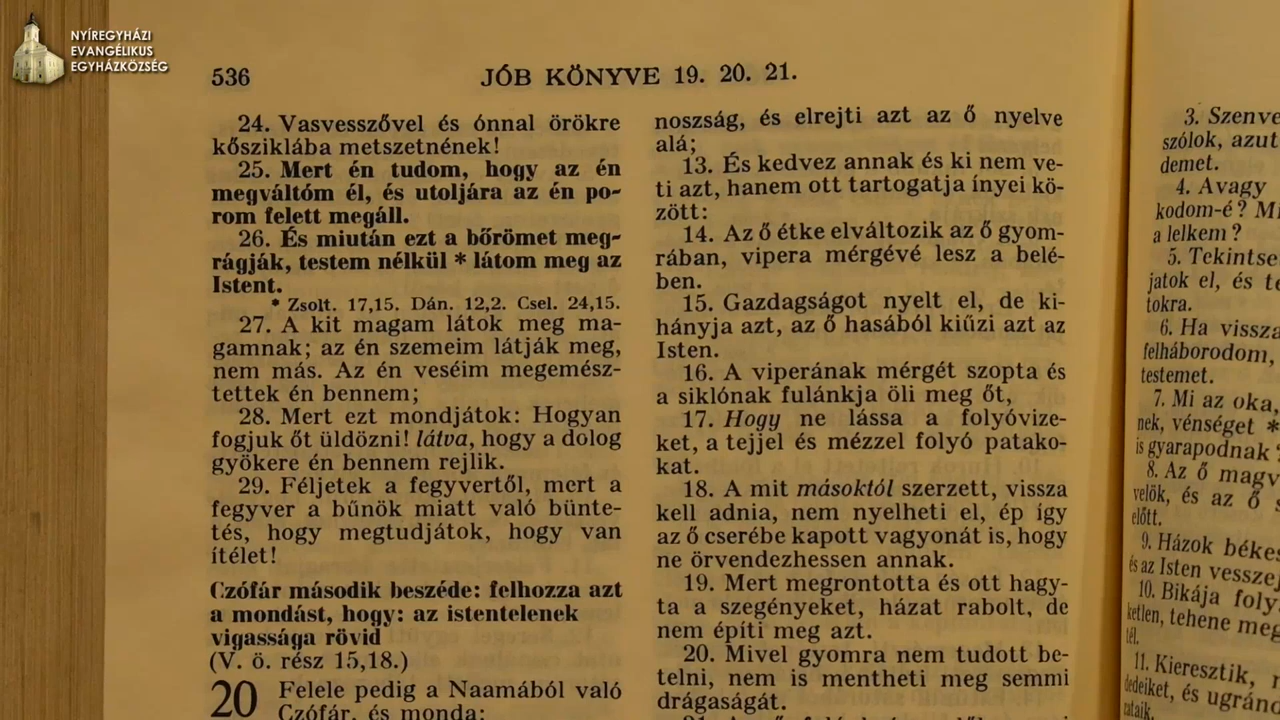 NYÍREGYHÁZI
EVANGÉLIKUS
EGYHÁZKÖZSÉG
536
JÓB KÖNYVE 19. 20. 21.
24. Vasvesszővel és ónnal örökre
kősziklába metszetnének!
25. Mert én tudom, hogy az én
megváltóm él, és utoljára az én po-
rom felett megáll.
26. És miután ezt a bőrömet meg-
rágják, testem nélkül * látom meg az
Istent.
* Zsolt. 17,15. Dán. 12,2. Csel. 24,15.
27. A kit magam látok meg ma-
gamnak; az én szemeim látják meg,
nem más. Az én veséim megemész-
tettek én bennem;
28. Mert ezt mondjátok: Hogyan
fogjuk őt üldözni! látva, hogy a dolog
gyökere én bennem rejlik.
29. Féljetek a fegyvertől, mert a
fegyver a bűnök miatt való bünte-
tés, hogy megtudjátok, hogy van
ítélet!
Czófár második beszéde: felhozza azt
a mondást, hogy: az istentelenek
vigassága rövid
(V. ö. rész 15,18.)
20 Felele pedig a Naamából való
Czófár, és monda:
noszság, és elrejti azt az ő nyelve
alá;
13. És kedvez annak és ki nem ve-
ti azt, hanem ott tartogatja ínyei kö-
zött:
14. Az ő étke elváltozik az ő gyom-
rában, vipera mérgévé lesz a belé-
ben.
15. Gazdagságot nyelt el, de ki-
hányja azt, az ő hasából kiűzi azt az
Isten.
16. A viperának mérgét szopta és
a siklónak fulánkja öli meg őt,
17. Hogy ne lássa a folyóvize-
ket, a tejjel és mézzel folyó patako-
kat.
18. A mit másoktól szerzett, vissza
kell adnia, nem nyelheti el, ép így
az ő cserébe kapott vagyonát is, hogy
ne örvendezhessen annak.
19. Mert megrontotta és ott hagy-
ta a szegényeket, házat rabolt, de
nem építi meg azt.
20. Mivel gyomra nem tudott be-
telni, nem is mentheti meg semmi
drágaságát.
3. Szenve
szólok, azut
demet.
4. Avagy
kodom-é? Mi
a lelkem?
5. Tekintse
jatok el, és te
tokra.
6. Ha vissza
felháborodom,
testemet.
7. Mi az oka,
nek, vénséget *
is gyarapodnak
8. Az ő magv
velök, és az ő s
előtt.
9. Házok békes
és az Isten vessze
10. Bikája foly
ketlen, tehene meg
tél.
11. Kieresztik,
dedeiket, és ugránd
zataik.